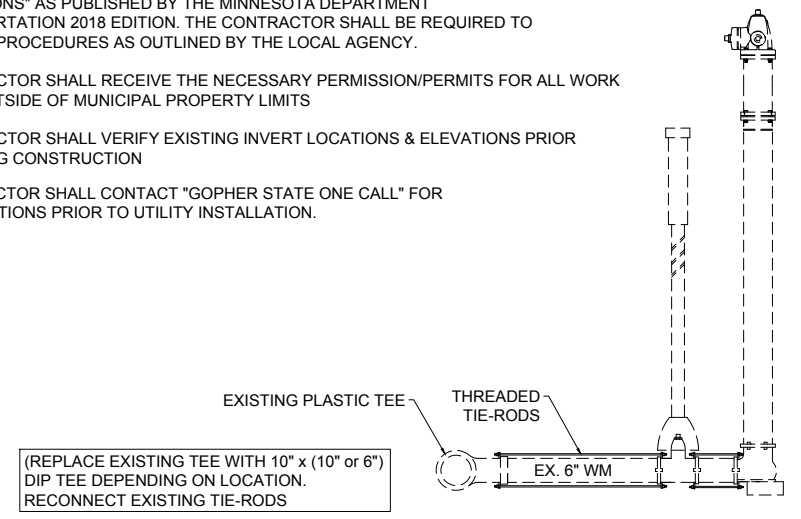 ONS" AS PUBLISHED BY THE MINNESOTA DEPARTMENT
RTATION 2018 EDITION. THE CONTRACTOR SHALL BE REQUIRED TO
PROCEDURES AS OUTLINED BY THE LOCAL AGENCY.
CTOR SHALL RECEIVE THE NECESSARY PERMISSION/PERMITS FOR ALL WORK
TSIDE OF MUNICIPAL PROPERTY LIMITS
CTOR SHALL VERIFY EXISTING INVERT LOCATIONS & ELEVATIONS PRIOR
G CONSTRUCTION
CTOR SHALL CONTACT "GOPHER STATE ONE CALL" FOR
TIONS PRIOR TO UTILITY INSTALLATION.
EXISTING PLASTIC TEE
THREADED
TIE-RODS
(REPLACE EXISTING TEE WITH 10" x (10" or 6")
DIP TEE DEPENDING ON LOCATION.
RECONNECT EXISTING TIE-RODS
EX. 6" WM